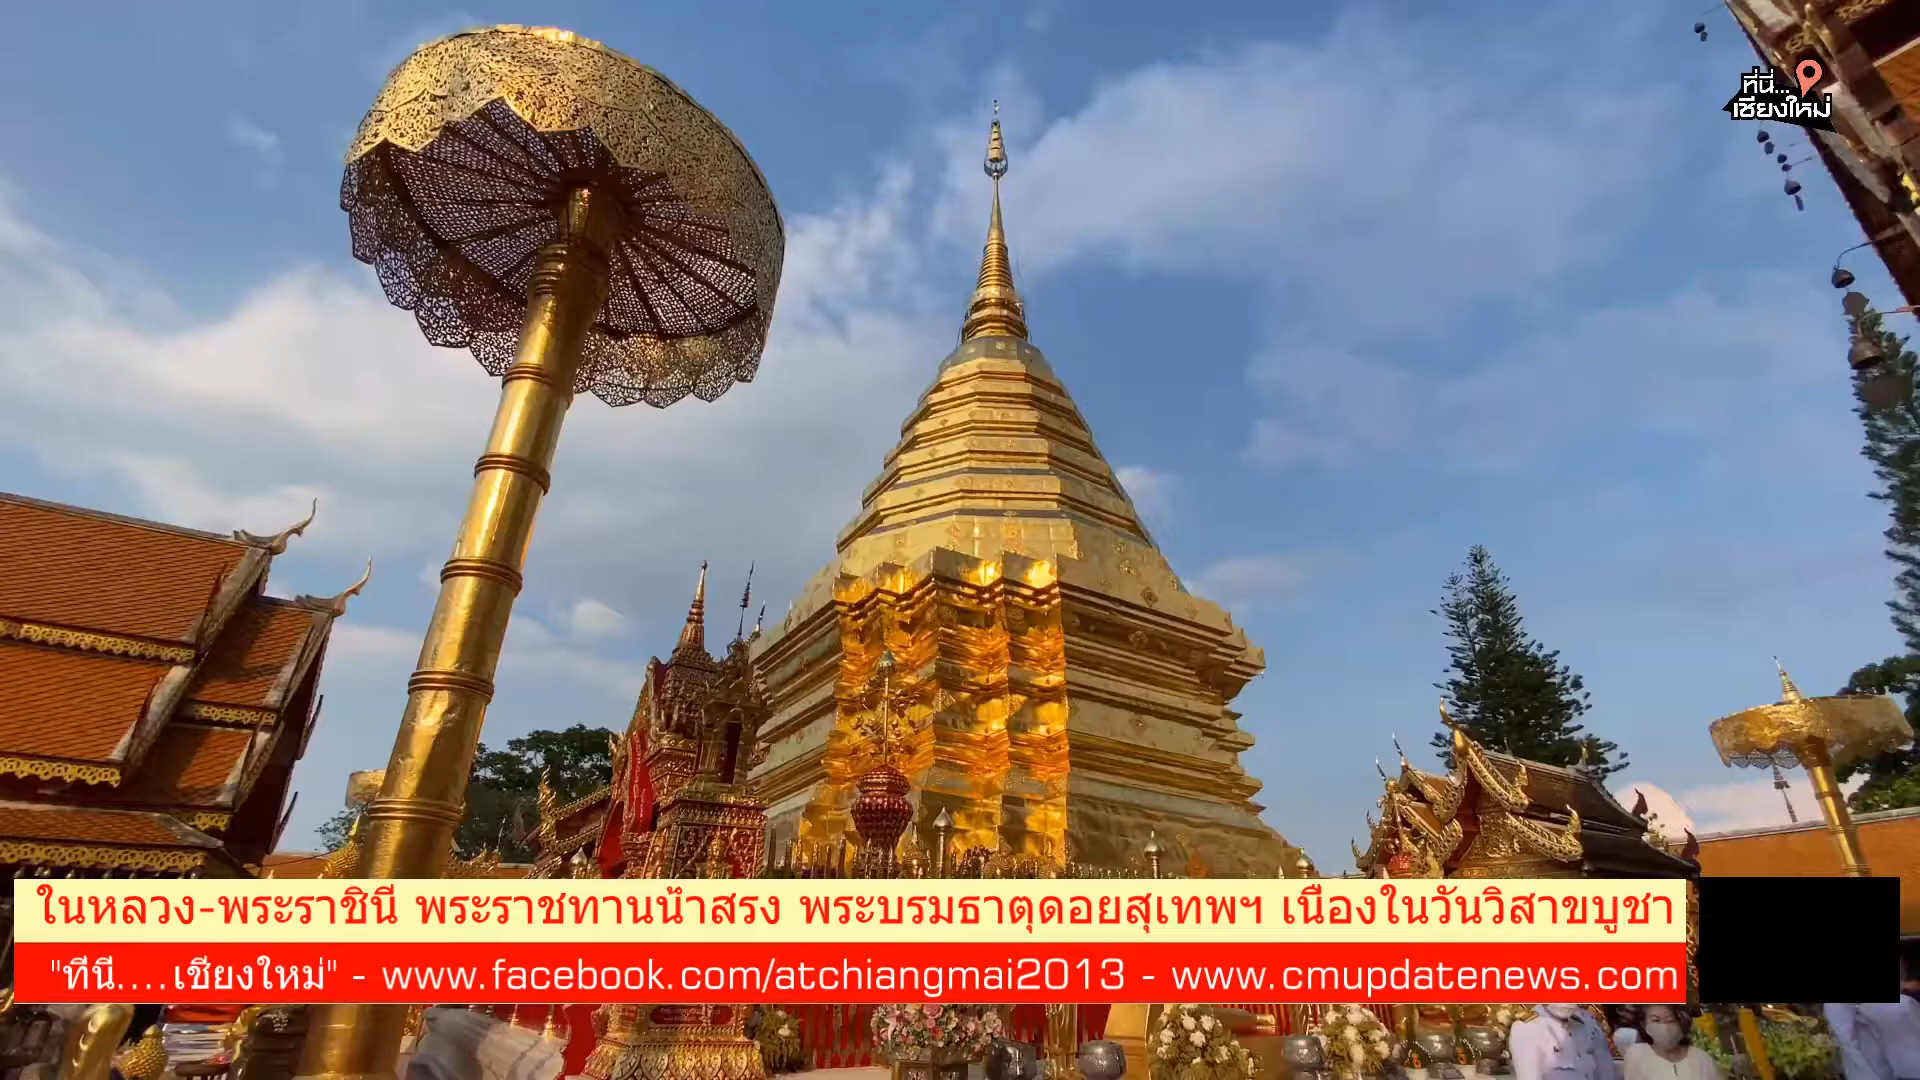 ที่นี่...
เชียงใหม่
ในหลวง-พระราชินี พระราชทานน้ำสรง พระบรมธาตุดอยสุเทพฯ เนื่องในวันวิสาขบูชา
"ที่นี่....เชียงใหม่" - www.facebook.com/atchiangmai2013 - www.cmupdatenews.com